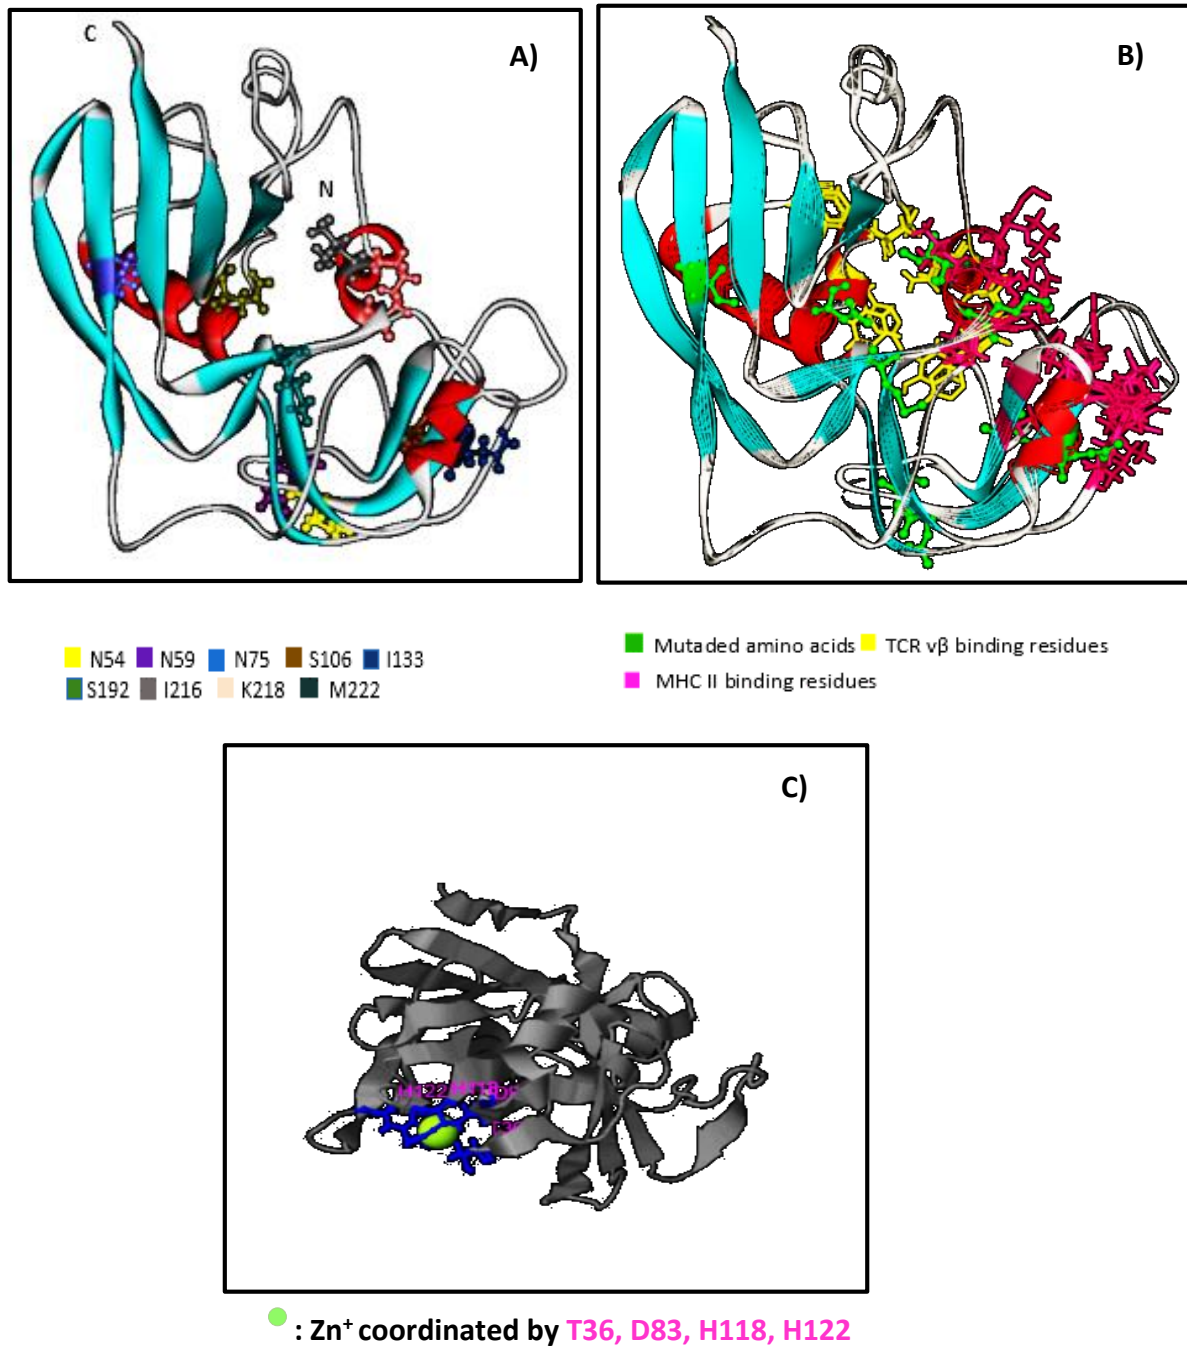 C
A)
N
B)
N54 N59 N75 S106 I133
S192 I216 K218 M222
Mutaded amino acids TCR vβ binding residues
MHC II binding residues
C)
H122
: Zn⁺ coordinated by T36, D83, H118, H122